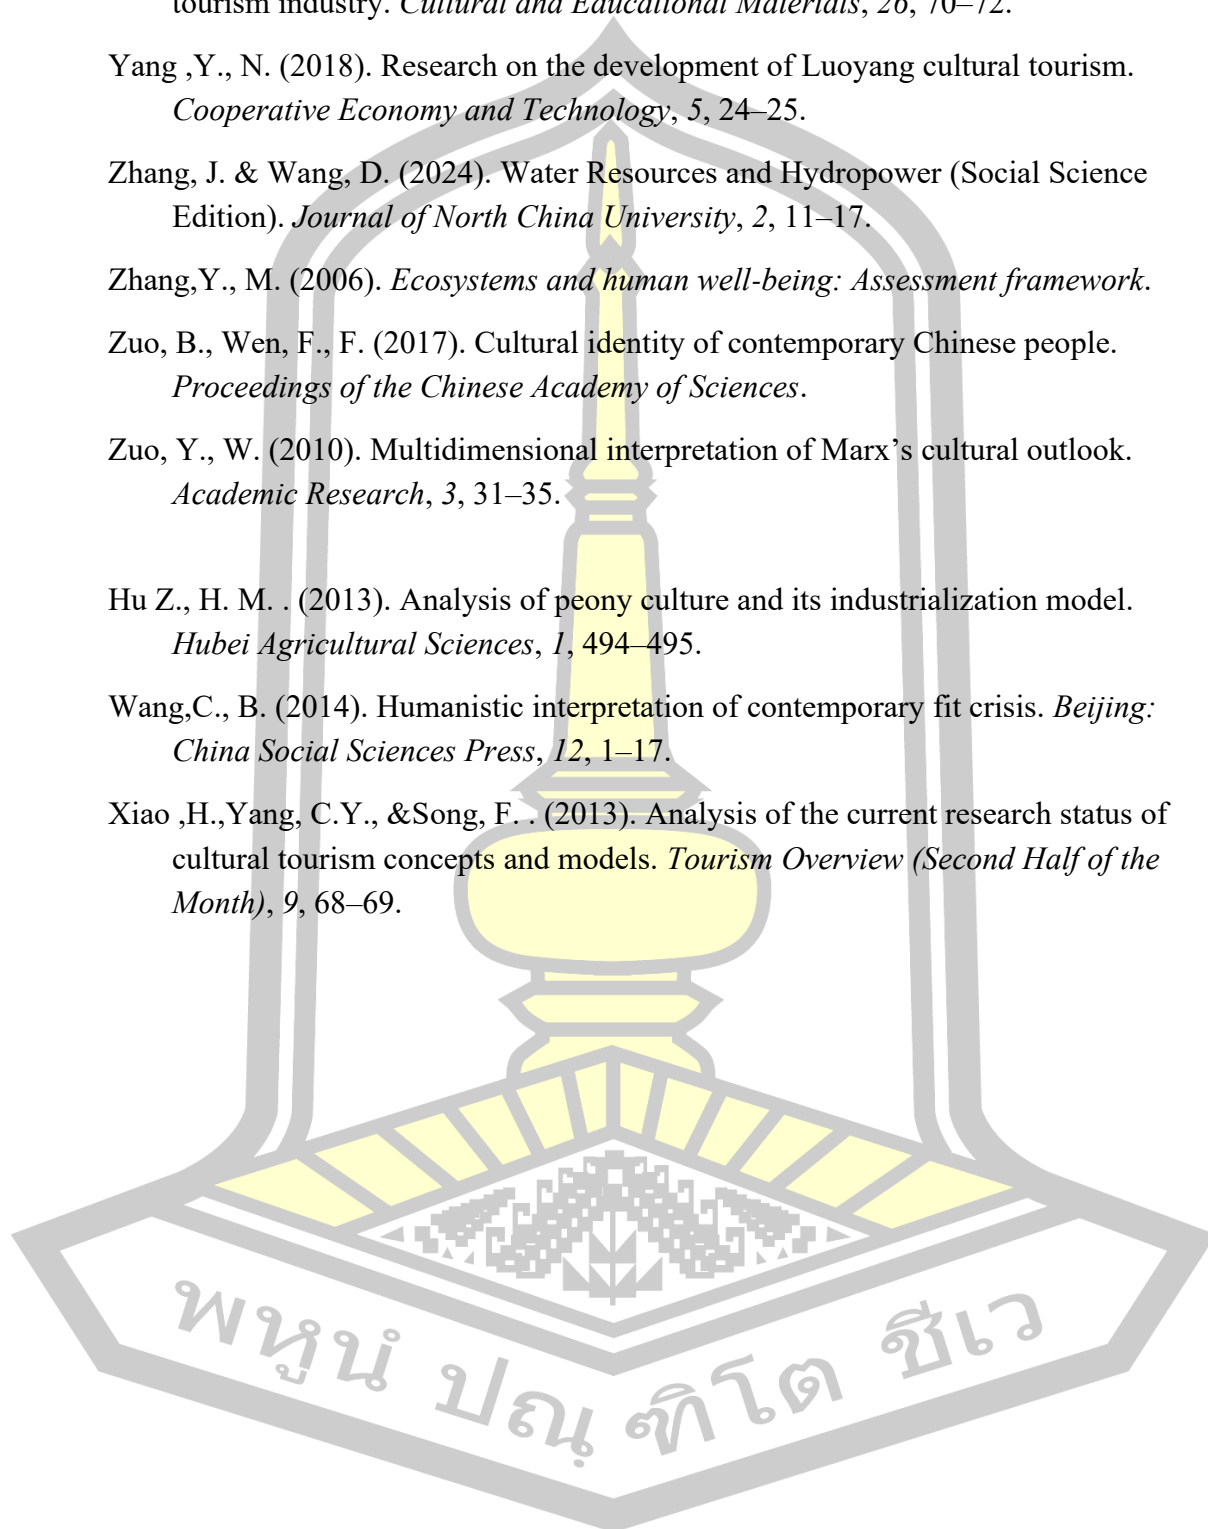 tourism industry. Cultural and Educational Materials, 26, 70–72.
Yang ,Y., N. (2018). Research on the development of Luoyang cultural tourism.
Cooperative Economy and Technology, 5, 24–25.
Zhang, J. & Wang, D. (2024). Water Resources and Hydropower (Social Science
Edition). Journal of North China University, 2, 11–17.
Zhang,Y., M. (2006). Ecosystems and human well-being: Assessment framework.
Zuo, B., Wen, F., F. (2017). Cultural identity of contemporary Chinese people.
Proceedings of the Chinese Academy of Sciences.
Zuo, Y., W. (2010). Multidimensional interpretation of Marx’s cultural outlook.
Academic Research, 3, 31–35.
Hu Z., H. M. . (2013). Analysis of peony culture and its industrialization model.
Hubei Agricultural Sciences, 1, 494–495.
Wang,C., B. (2014). Humanistic interpretation of contemporary fit crisis. Beijing:
China Social Sciences Press, 12, 1–17.
Xiao ,H.,Yang, C.Y., &Song, F. . (2013). Analysis of the current research status of
cultural tourism concepts and models. Tourism Overview (Second Half of the
Month), 9, 68–69.
พหูนํ ปณฺฑิโต ชีเว